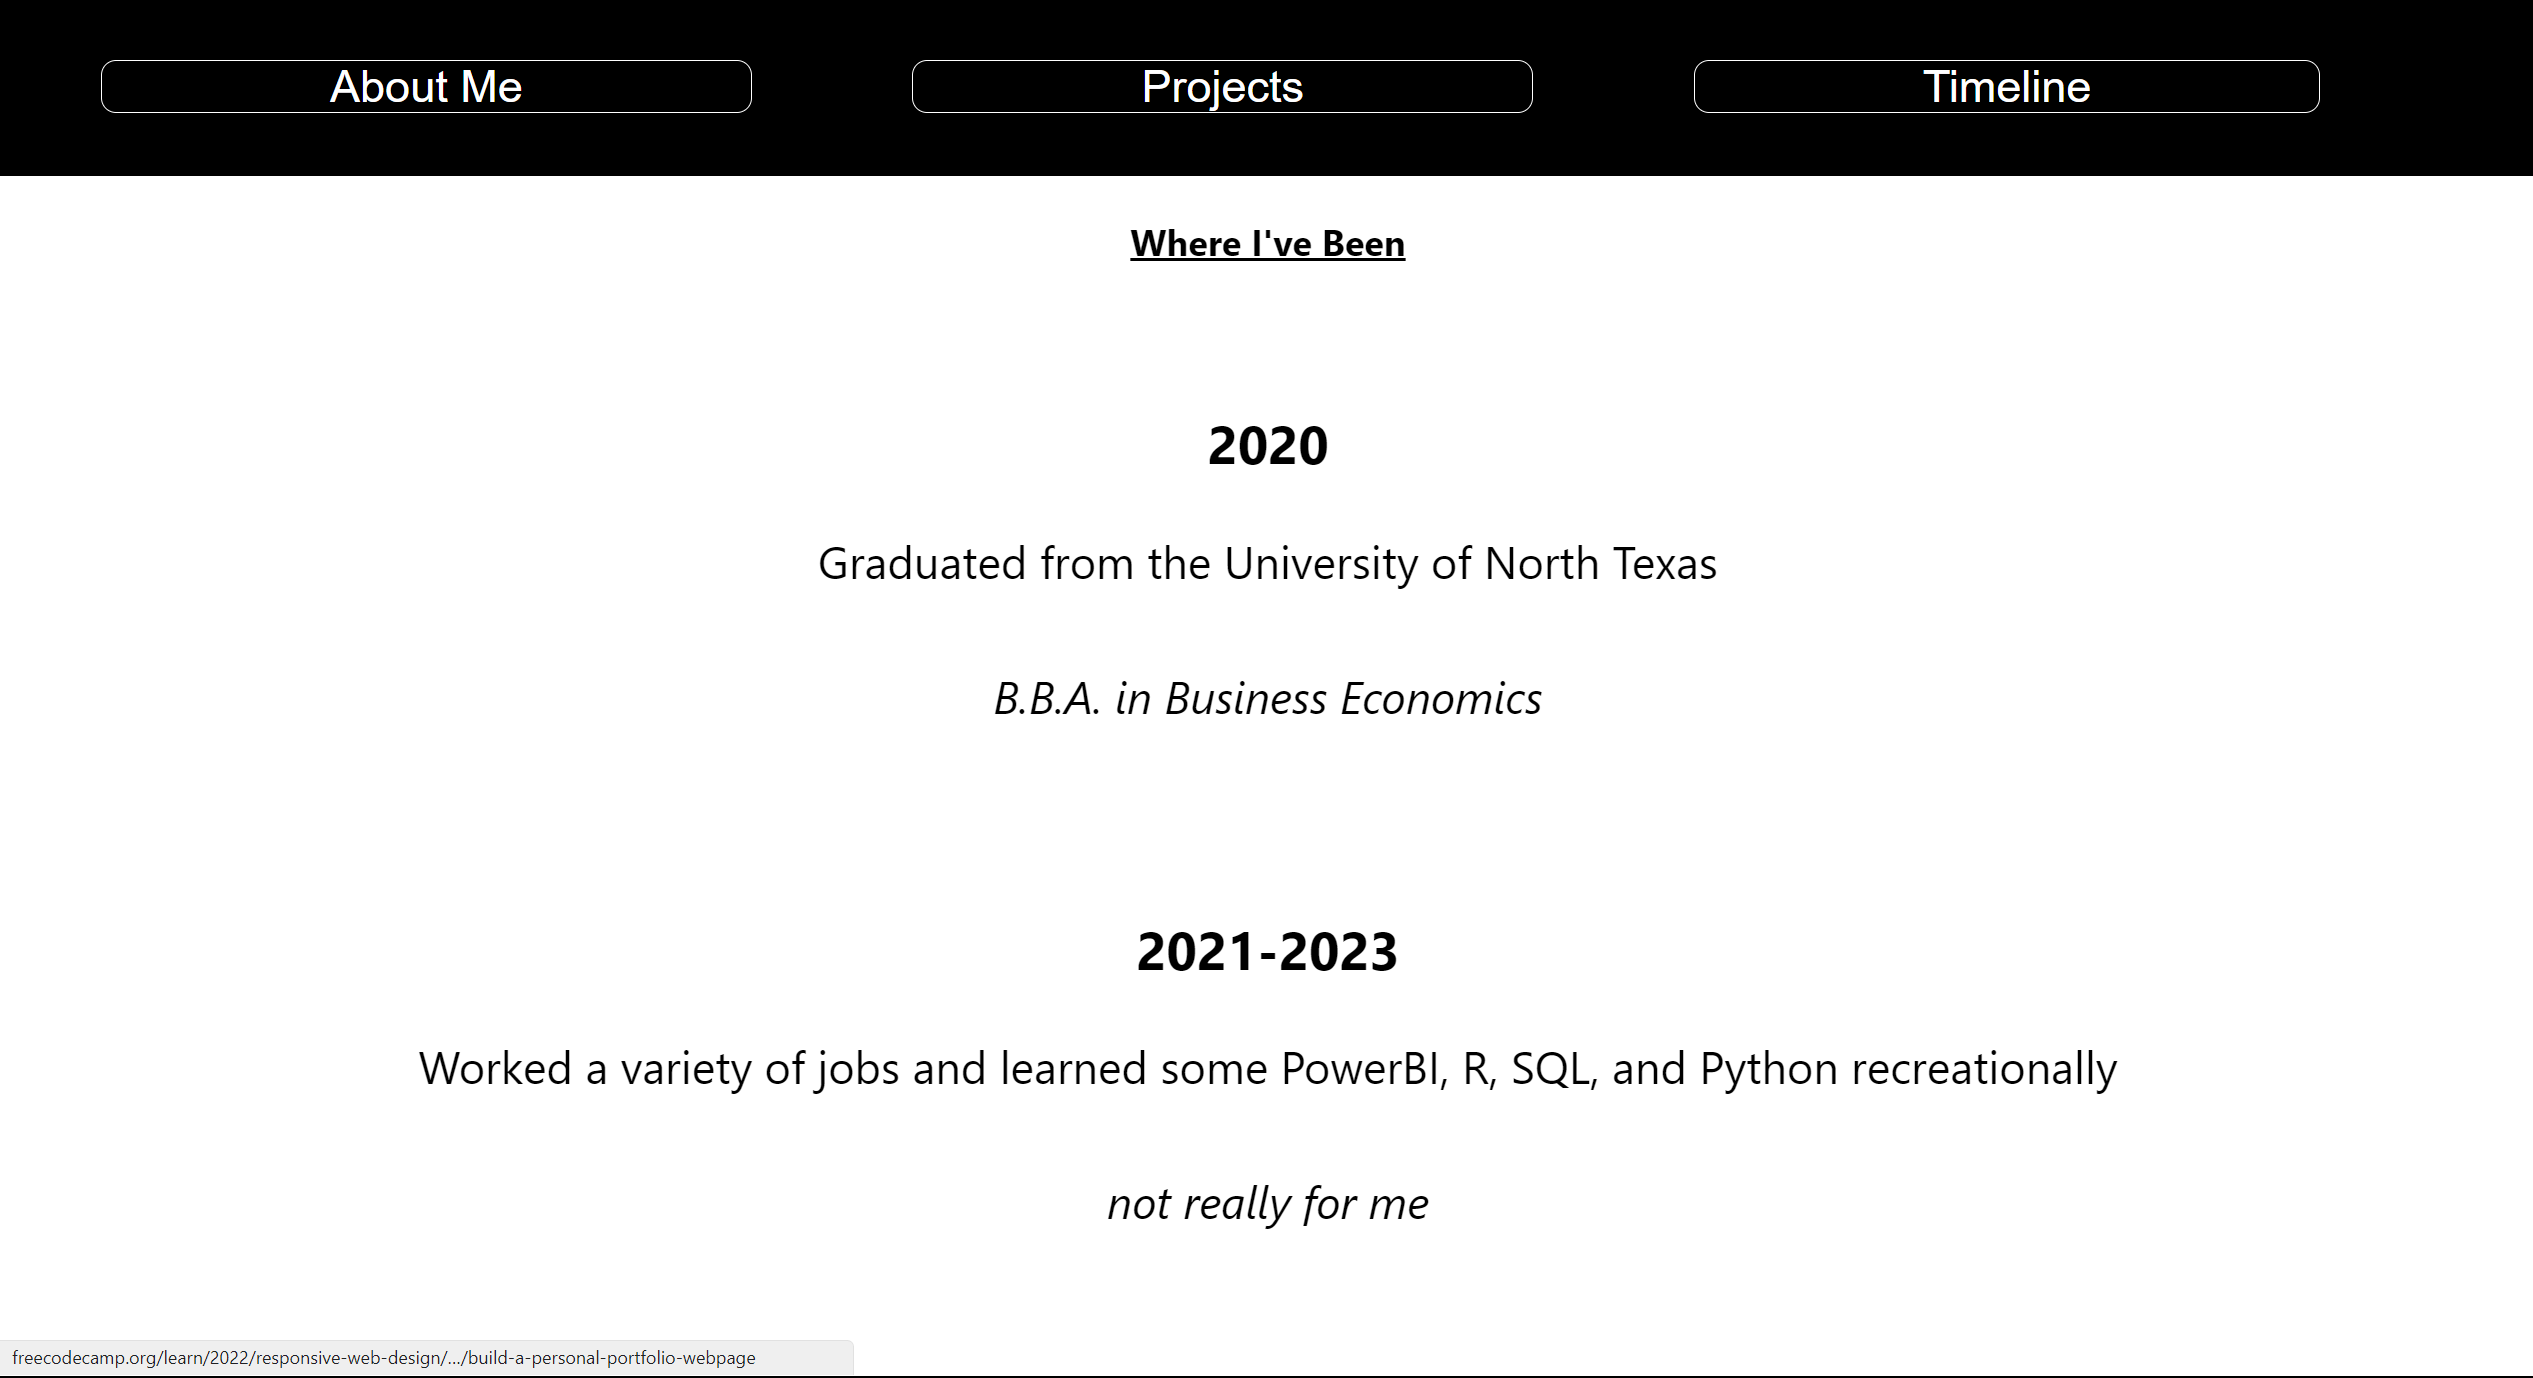 About Me
Projects
Timeline
Where I've Been
2020
Graduated from the University of North Texas
B.B.A. in Business Economics
2021-2023
Worked a variety of jobs and learned some PowerBI, R, SQL, and Python recreationally
not really for me
freecodecamp.org/learn/2022/responsive-web-design/.../build-a-personal-portfolio-webpage